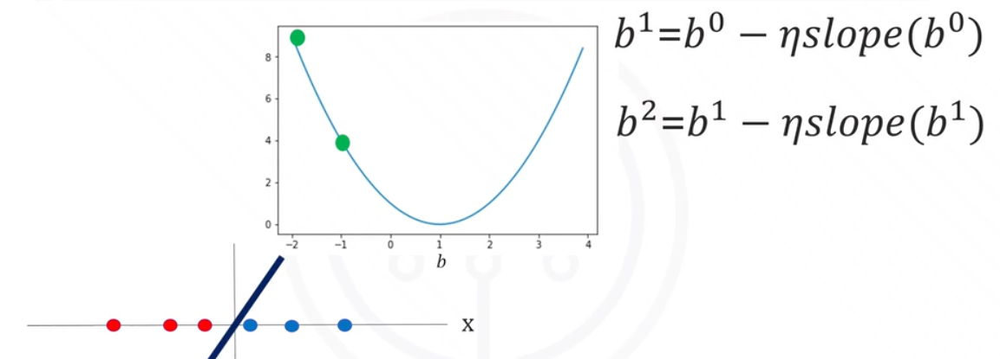 b¹=b⁰ − ηslope(b⁰)
b²=b¹ − ηslope(b¹)
8
6
4
2
0
−2 −1 0 1 2 3 4
b
X